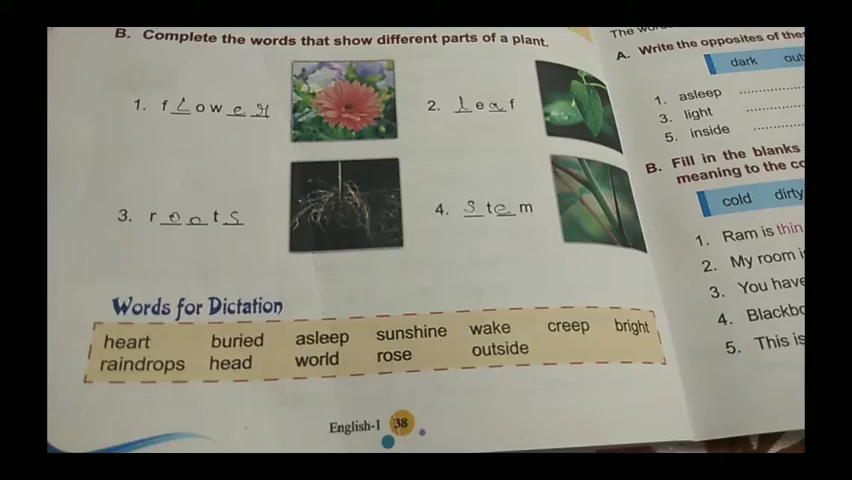 B. Complete the words that show different parts of a plant.
1. flower
2. leaf
3. roots
4. stem
Words for Dictation
heart buried asleep sunshine wake creep bright
raindrops head world rose outside
English-1 38
The
A. Write the opposites of
dark
1. asleep
3. light
5. inside
B. Fill in the blanks
meaning to the
cold dirty
1. Ram is thin
2. My room
3. You have
4.
5. This is